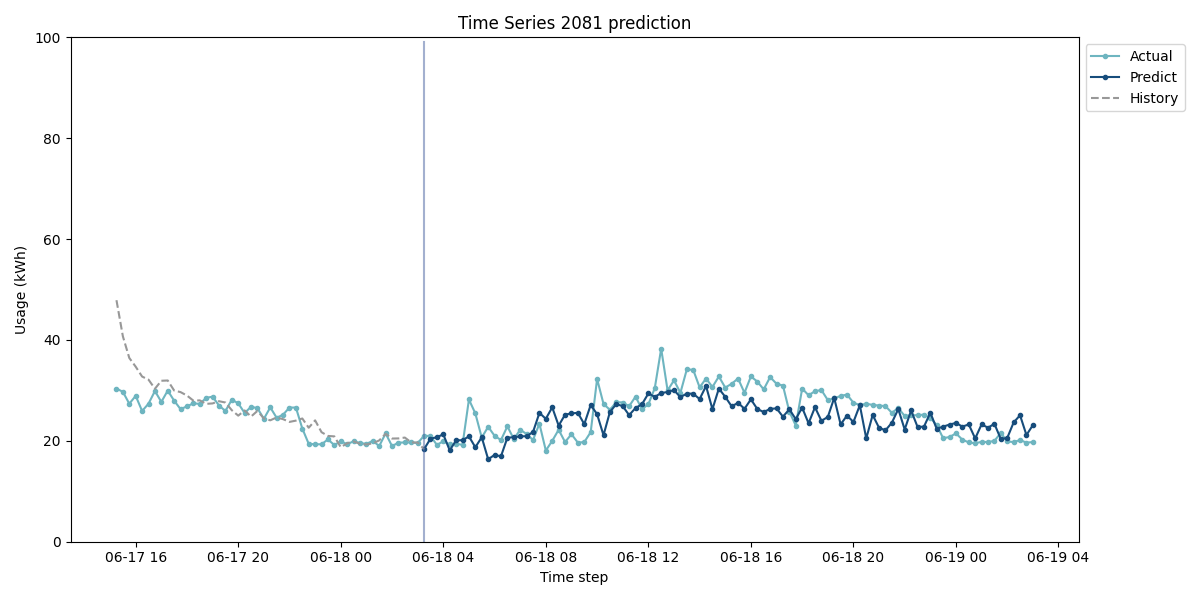 Time Series 2081 prediction
100
80
60
40
20
0
Usage (kWh)
06-17 16
06-17 20
06-18 00
06-18 04
06-18 08
06-18 12
06-18 16
06-18 20
06-19 00
06-19 04
Time step
Actual
Predict
History